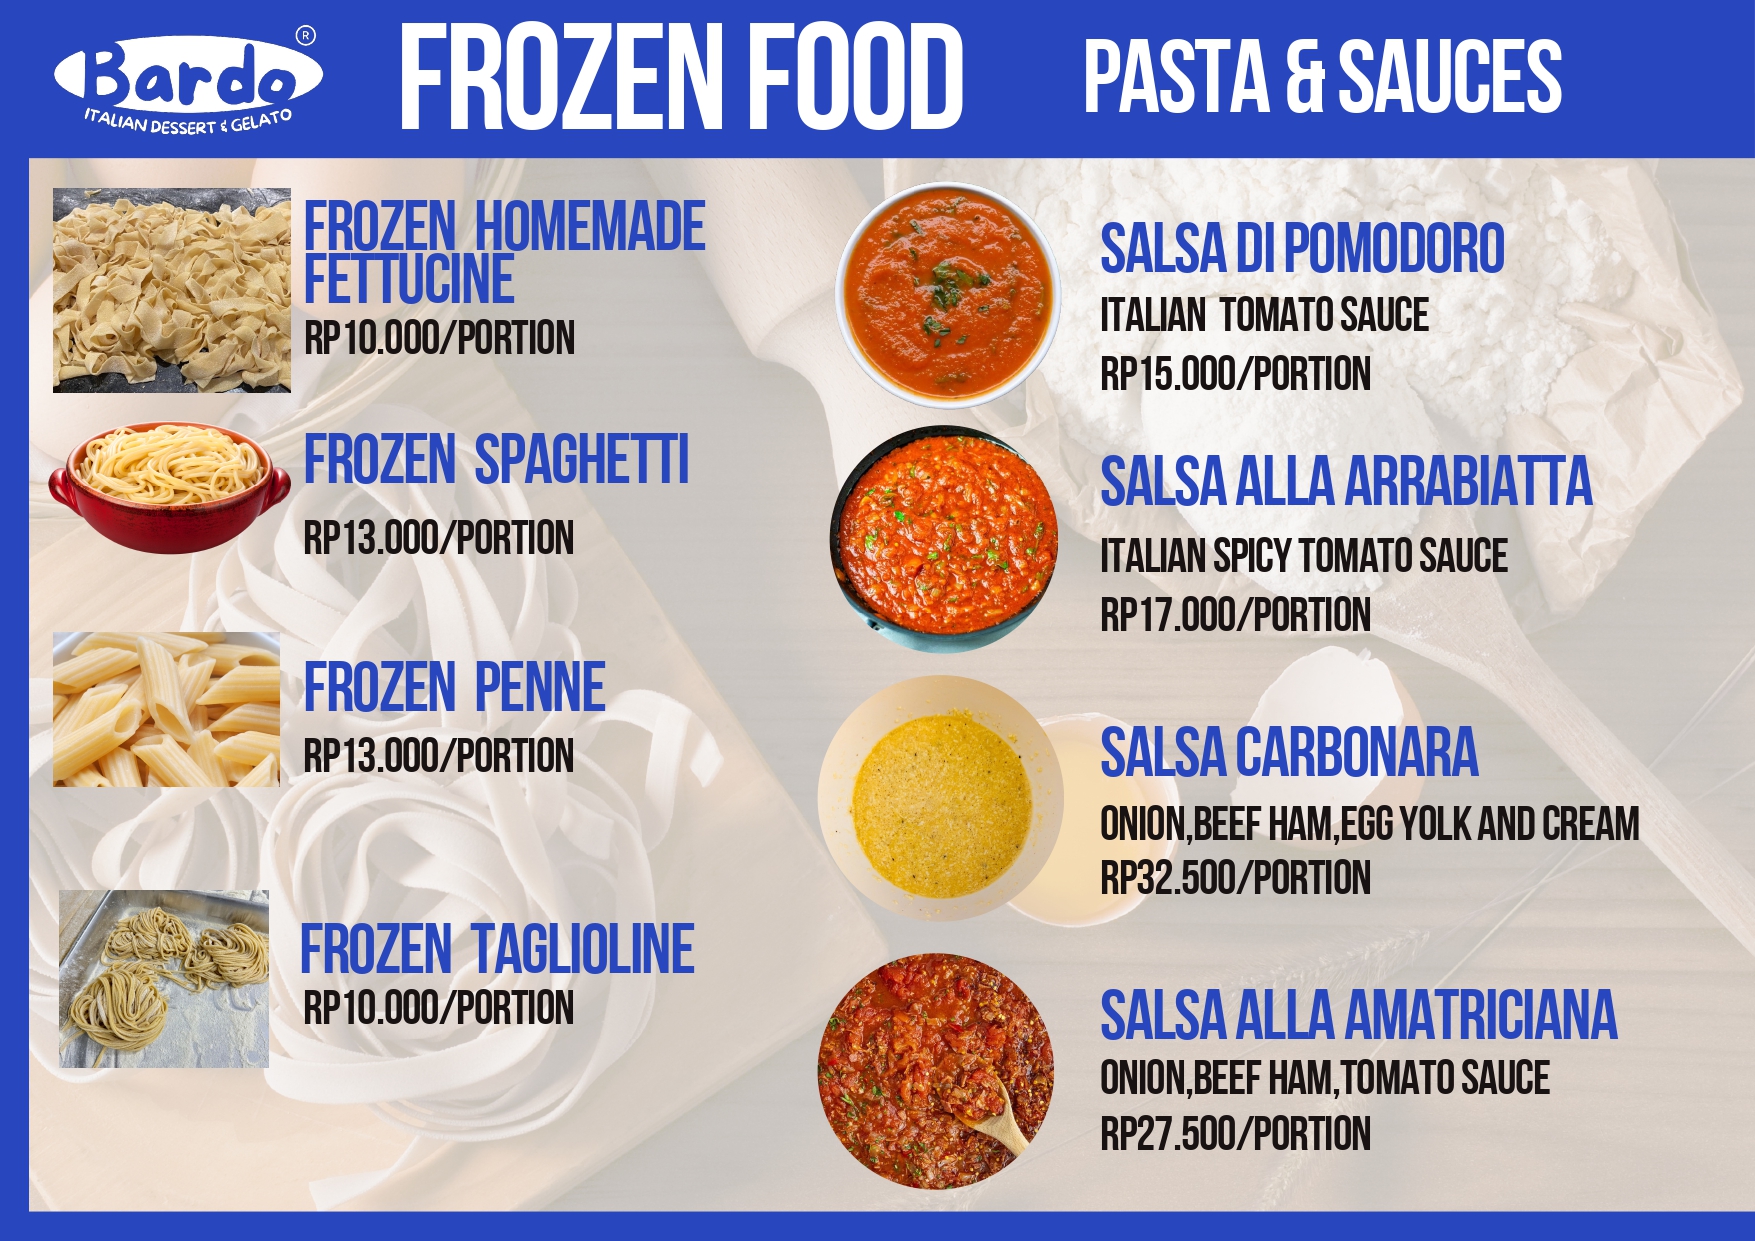 Bardo ®
ITALIAN DESSERT & GELATO
FROZEN FOOD
PASTA & SAUCES
FROZEN HOMEMADE
FETTUCINE
RP10.000/PORTION
FROZEN SPAGHETTI
RP13.000/PORTION
FROZEN PENNE
RP13.000/PORTION
FROZEN TAGLIOLINE
RP10.000/PORTION
SALSA DI POMODORO
ITALIAN TOMATO SAUCE
RP15.000/PORTION
SALSA ALLA ARRABIATTA
ITALIAN SPICY TOMATO SAUCE
RP17.000/PORTION
SALSA CARBONARA
ONION,BEEF HAM,EGG YOLK AND CREAM
RP32.500/PORTION
SALSA ALLA AMATRICIANA
ONION,BEEF HAM,TOMATO SAUCE
RP27.500/PORTION